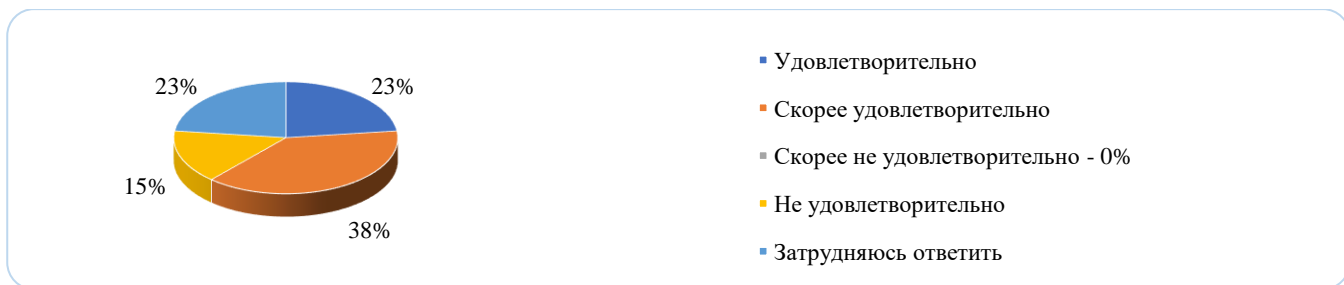 23%
23%
15%
38%
Удовлетворительно
Скорее удовлетворительно
Скорее не удовлетворительно - 0%
Не удовлетворительно
Затрудняюсь ответить